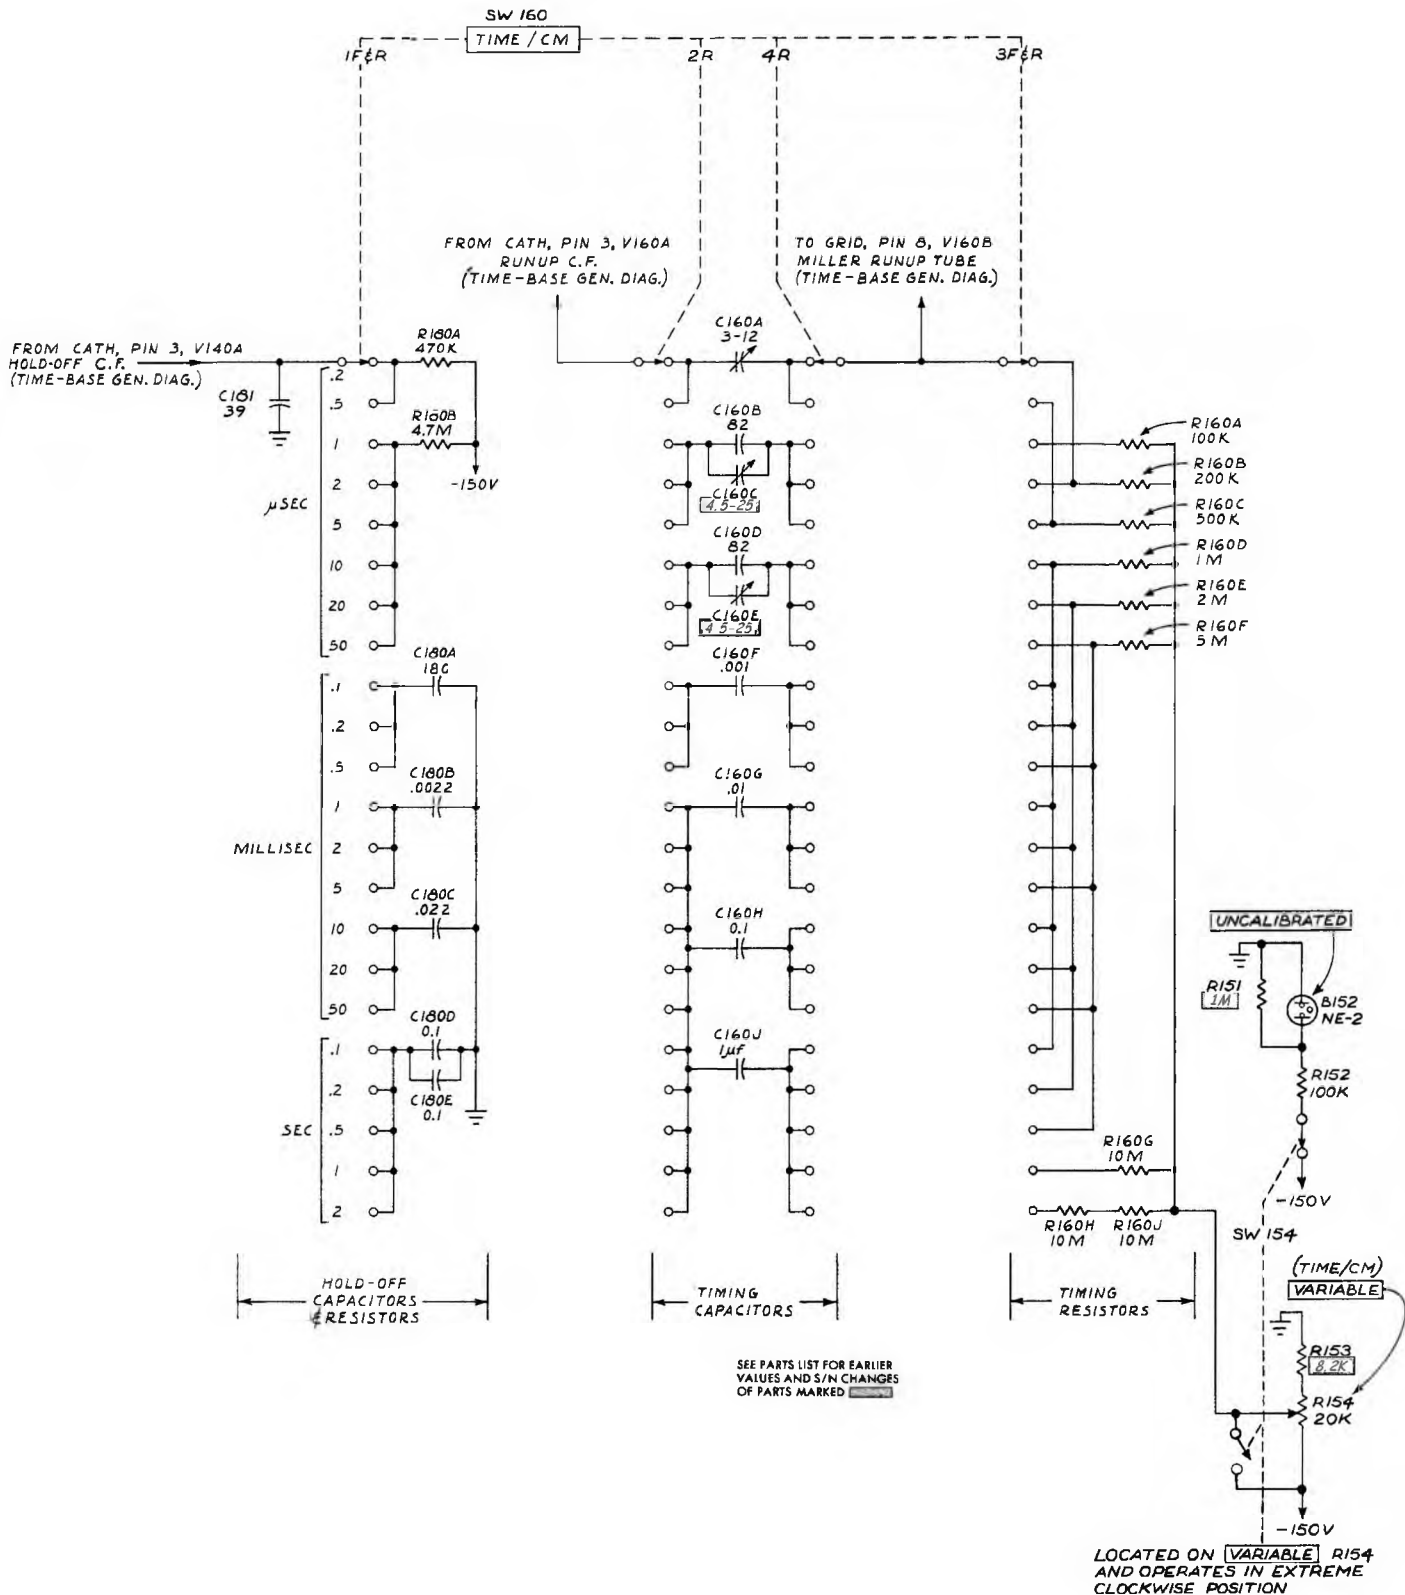 SW 160
TIME / CM
1F&R
2R
4R
3F&R
FROM CATH, PIN 3, V160A
RUNUP C.F.
(TIME-BASE GEN. DIAG.)
TO GRID, PIN 8, V160B
MILLER RUNUP TUBE
(TIME-BASE GEN. DIAG.)
FROM CATH, PIN 3, V140A
HOLD-OFF C.F.
(TIME-BASE GEN. DIAG.)
C181
39
R180A
470K
R180B
4.7M
-150V
µSEC
.2
.5
1
2
5
10
20
50
MILLISEC
.1
.2
.5
1
2
5
10
20
50
SEC
.1
.2
.5
1
2
C180A
180
C180B
.0022
C180C
.022
C180D
0.1
C180E
0.1
C160A
3-12
C160B
82
C160C
4.5-25
C160D
82
C160E
4.5-25
C160F
.001
C160G
.01
C160H
0.1
C160J
1µf
R160A
100K
R160B
200K
R160C
500K
R160D
1M
R160E
2M
R160F
5M
R160G
10M
R160H
10M
R160J
10M
UNCALIBRATED
R151
1M
B152
NE-2
R152
100K
-150V
SW 154
(TIME/CM)
VARIABLE
R153
8.2K
R154
20K
-150V
HOLD-OFF
CAPACITORS
& RESISTORS
TIMING
CAPACITORS
TIMING
RESISTORS
SEE PARTS LIST FOR EARLIER
VALUES AND S/N CHANGES
OF PARTS MARKED
LOCATED ON VARIABLE R154
AND OPERATES IN EXTREME
CLOCKWISE POSITION